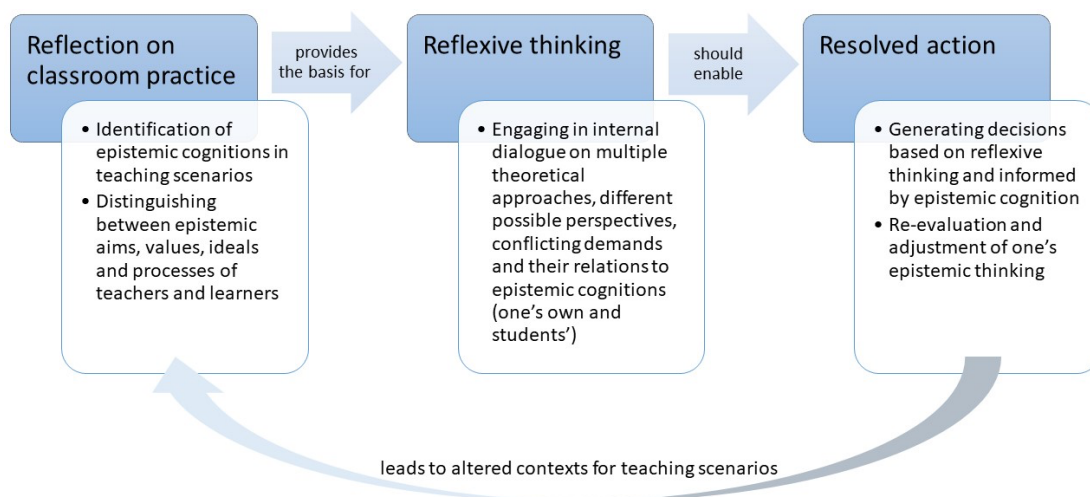 Reflection on
classroom practice
provides
the basis for
Reflexive thinking
should
enable
Resolved action
• Identification of
epistemic cognitions in
teaching scenarios
• Distinguishing
between epistemic
aims, values, ideals
and processes of
teachers and learners
• Engaging in internal
dialogue on multiple
theoretical
approaches, different
possible perspectives,
conflicting demands
and their relations to
epistemic cognitions
(one’s own and
students’)
• Generating decisions
based on reflexive
thinking and informed
by epistemic cognition
• Re-evaluation and
adjustment of one’s
epistemic thinking
leads to altered contexts for teaching scenarios